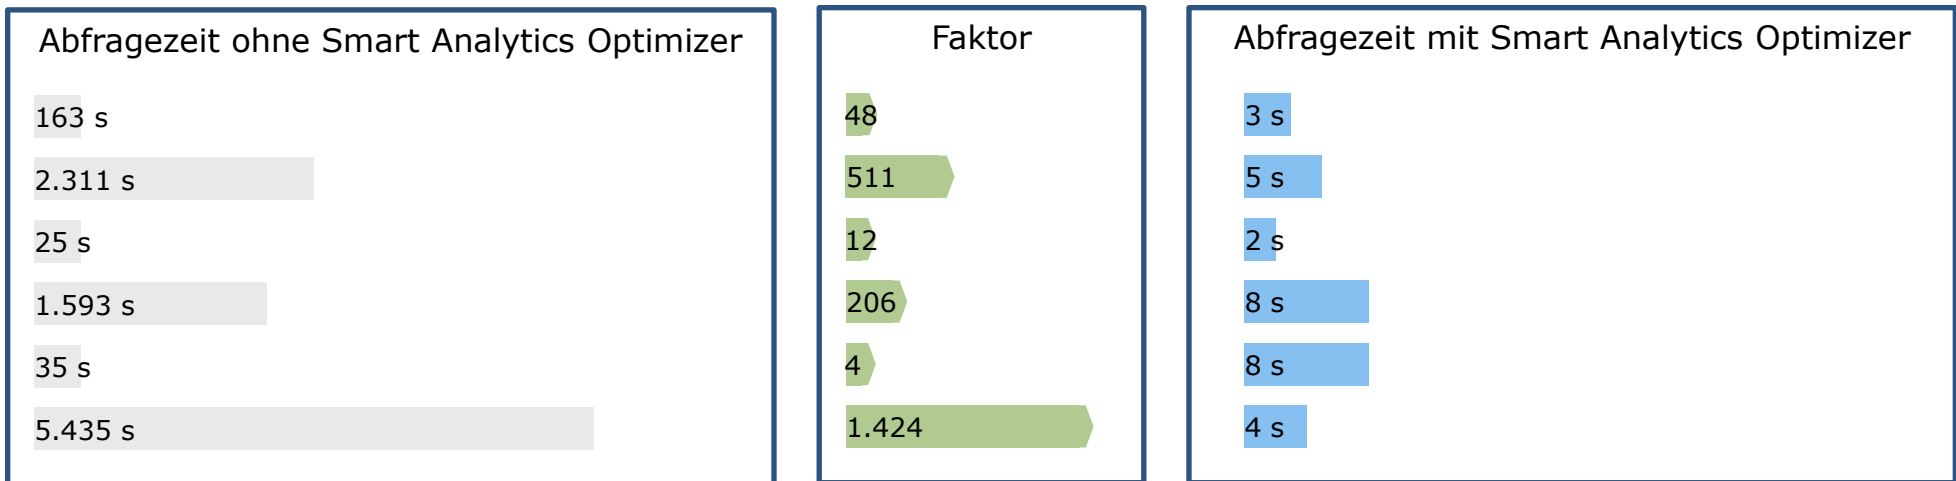 Abfragezeit ohne Smart Analytics Optimizer
163 s
2.311 s
25 s
1.593 s
35 s
5.435 s
Faktor
48
511
12
206
4
1.424
Abfragezeit mit Smart Analytics Optimizer
3 s
5 s
2 s
8 s
8 s
4 s